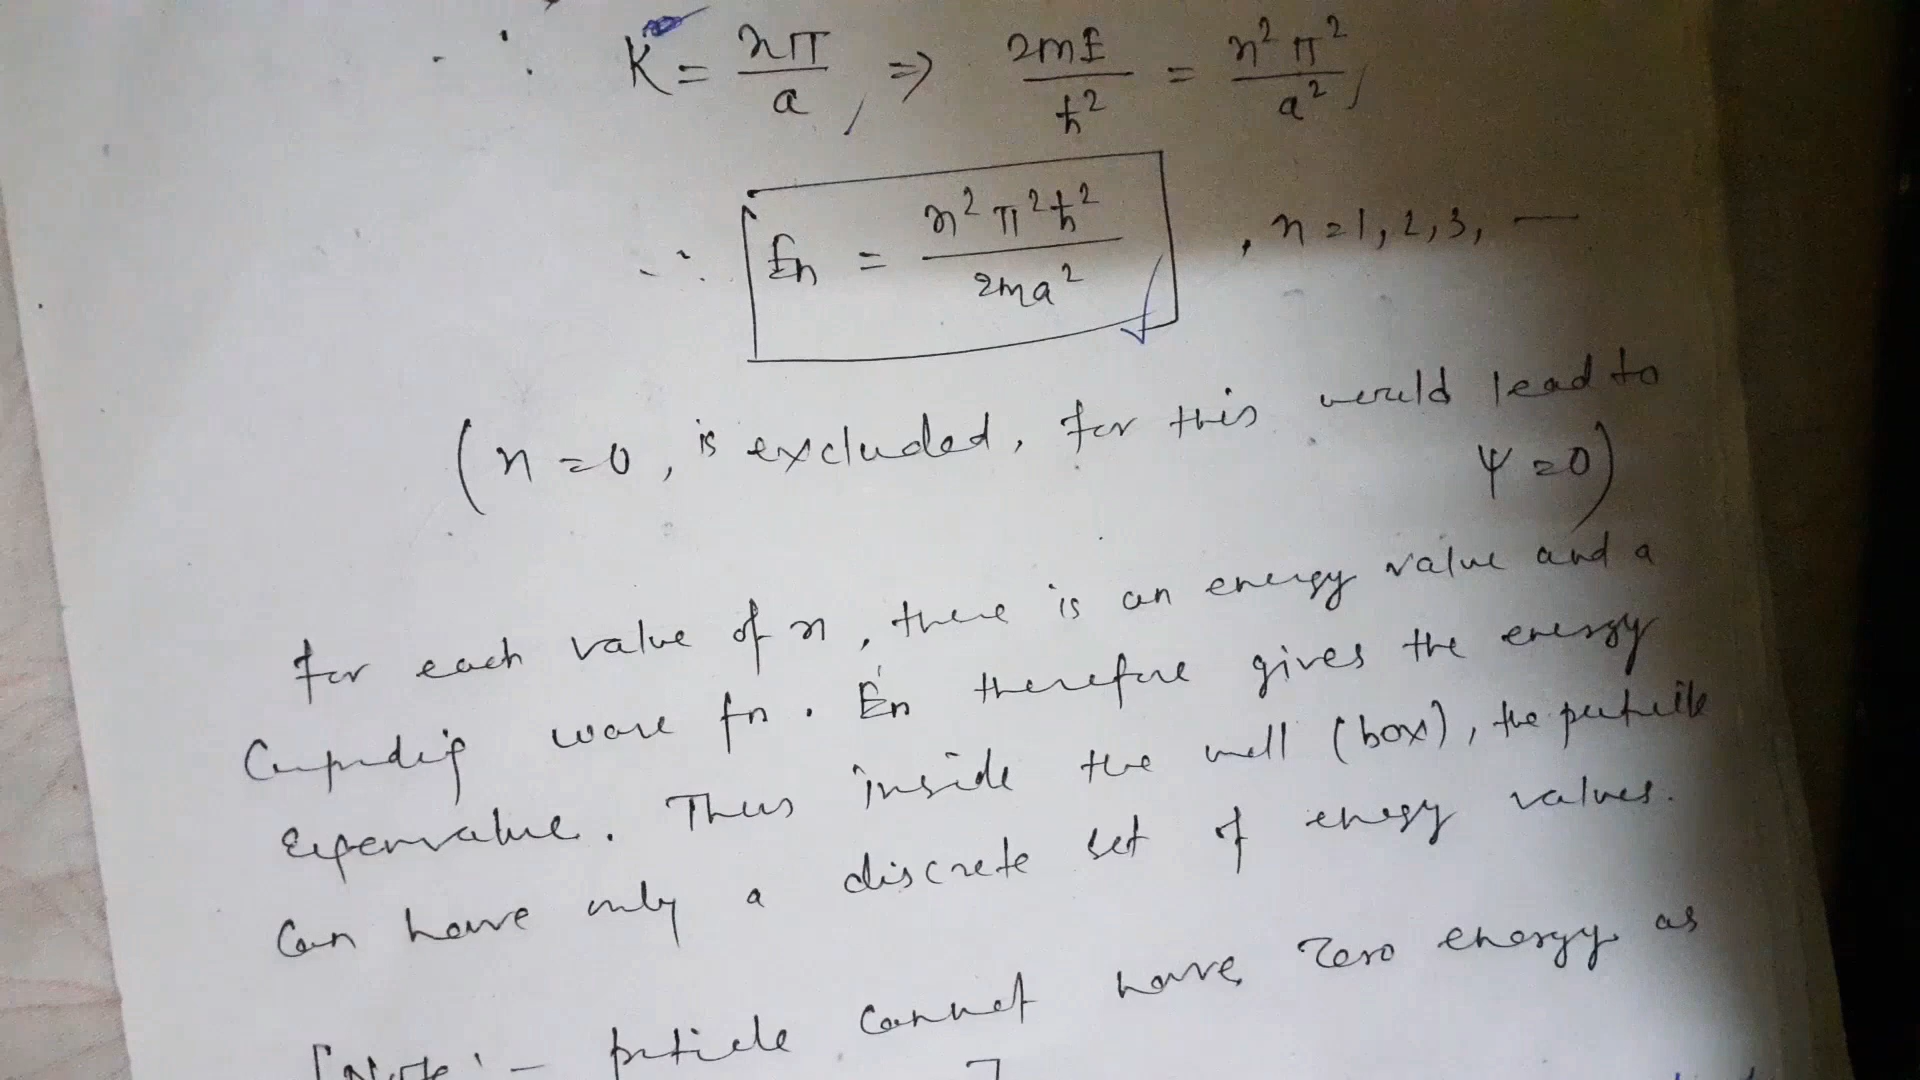 ∴ K = nπ/a, ⇒ 2mE/ħ² = n²π²/a²,
∴ En = n²π²ħ²/2ma² , n=1,2,3, —
(n=0, is excluded, for this would lead to
ψ=0)
for each value of n, there is an energy value and a
wave fn. En therefore gives the energy
Eigenvalue. Thus inside the well (box), the particle
Can have only a discrete set of energy values.
[Note:- particle cannot have zero energy as